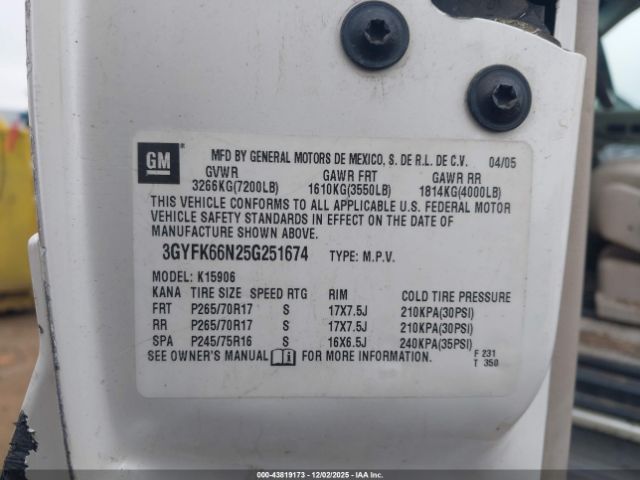 GM
MFD BY GENERAL MOTORS DE MEXICO, S. DE R.L. DE C.V. 04/05
GVWR GAWR FRT GAWR RR
3266KG(7200LB) 1610KG(3550LB) 1814KG(4000LB)
THIS VEHICLE CONFORMS TO ALL APPLICABLE U.S. FEDERAL MOTOR
VEHICLE SAFETY STANDARDS IN EFFECT ON THE DATE OF
MANUFACTURE SHOWN ABOVE.
3GYFK66N25G251674 TYPE: M.P.V.
MODEL: K15906
KANA TIRE SIZE SPEED RTG RIM COLD TIRE PRESSURE
FRT P265/70R17 S 17X7.5J 210KPA(30PSI)
RR P265/70R17 S 17X7.5J 210KPA(30PSI)
SPA P245/75R16 S 16X6.5J 240KPA(35PSI)
SEE OWNER'S MANUAL FOR MORE INFORMATION. F 231
T 350
000-43819173 - 12/02/2025 - IAAI.COM